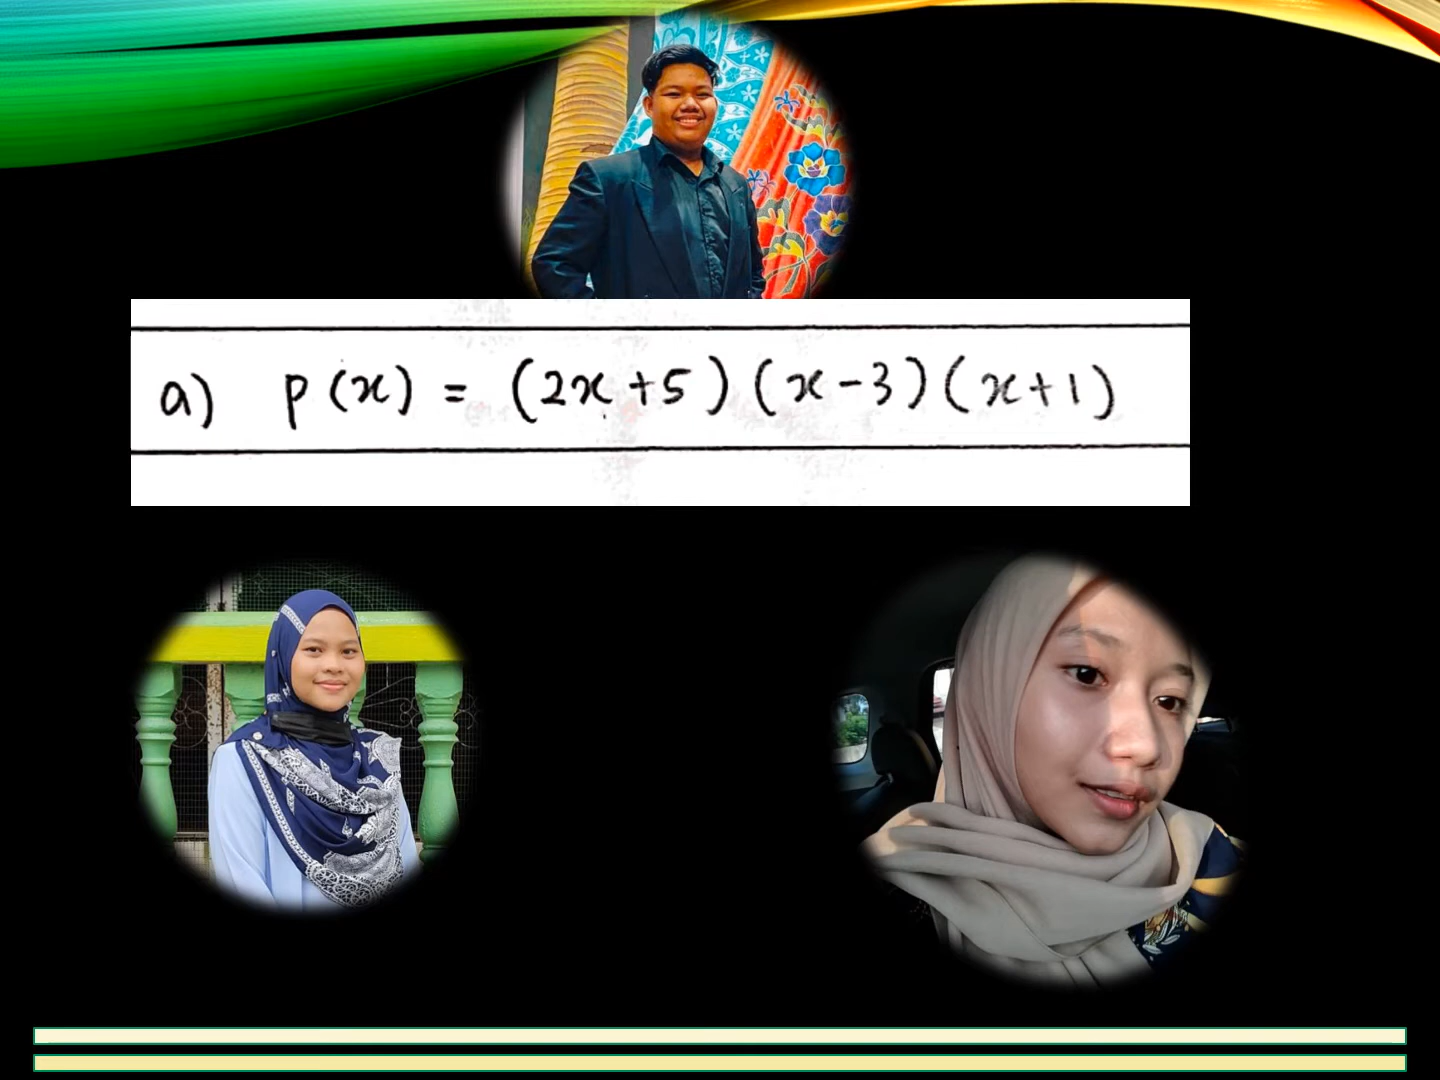 a) p(x) = (2x+5)(x-3)(x+1)